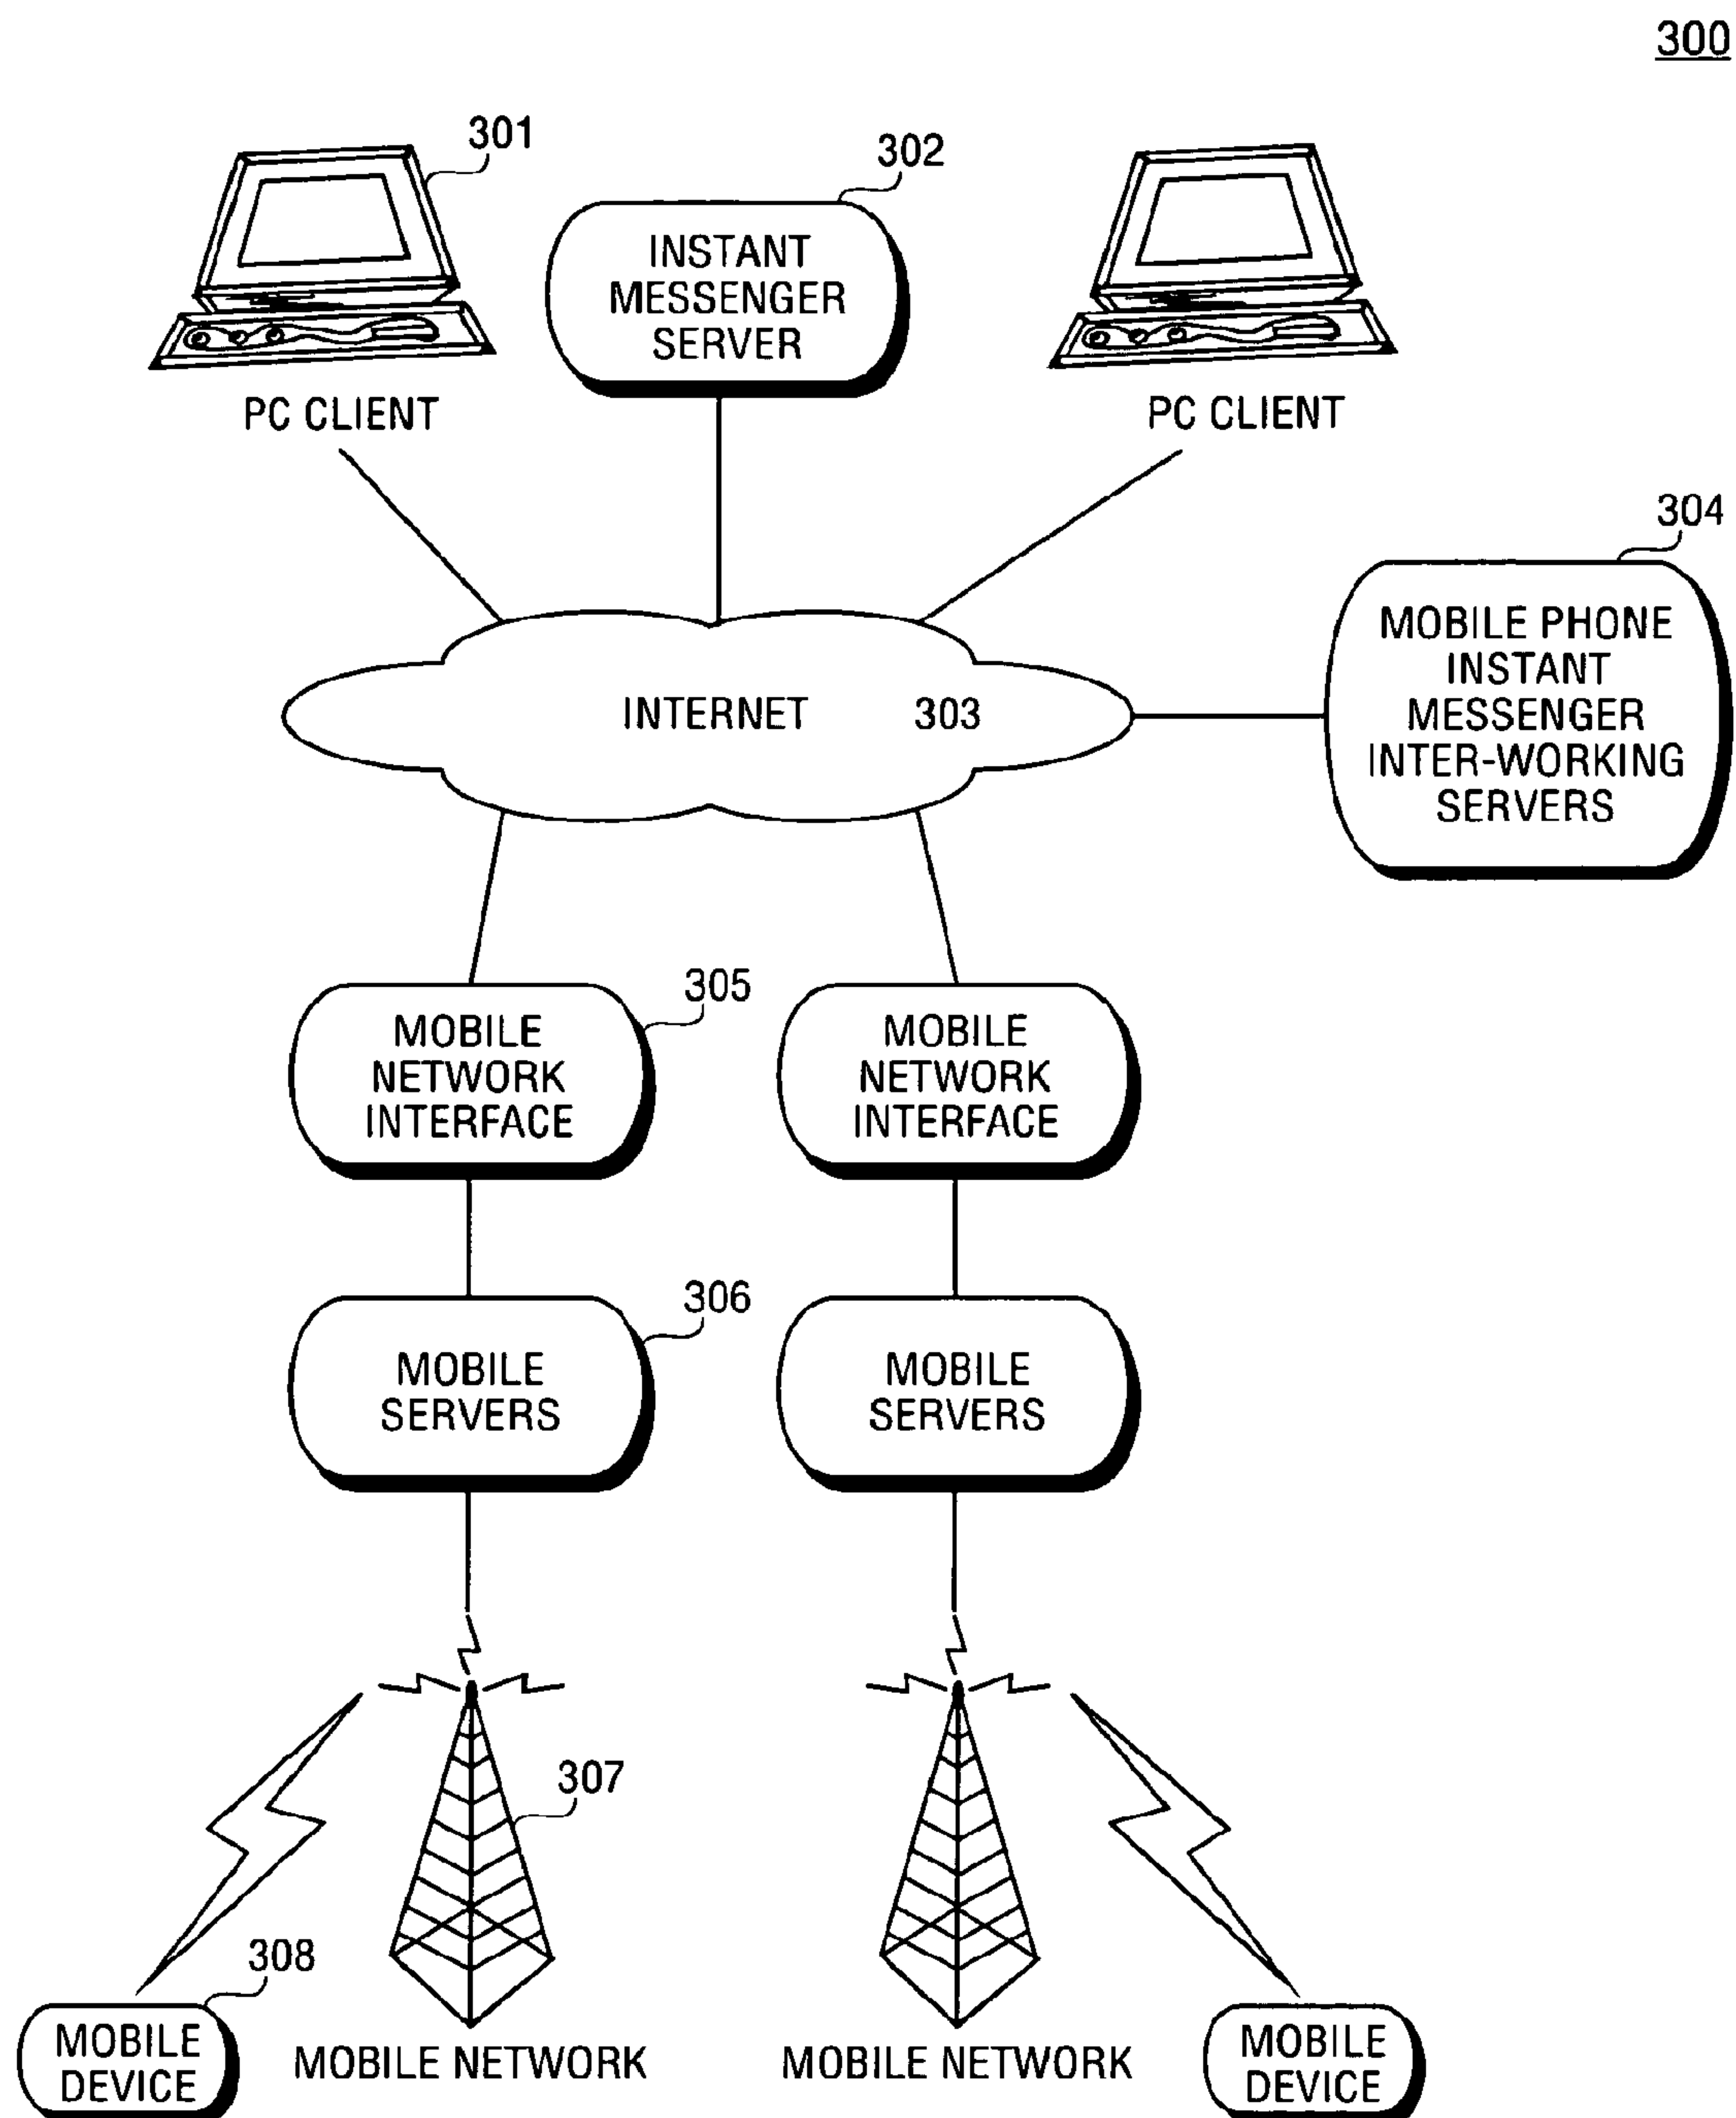 300
301
302
INSTANT
MESSENGER
SERVER
PC CLIENT
PC CLIENT
304
MOBILE PHONE
INSTANT
MESSENGER
INTER-WORKING
SERVERS
INTERNET 303
305
MOBILE
NETWORK
INTERFACE
MOBILE
NETWORK
INTERFACE
306
MOBILE
SERVERS
MOBILE
SERVERS
307
308
MOBILE
DEVICE
MOBILE NETWORK
MOBILE NETWORK
MOBILE
DEVICE